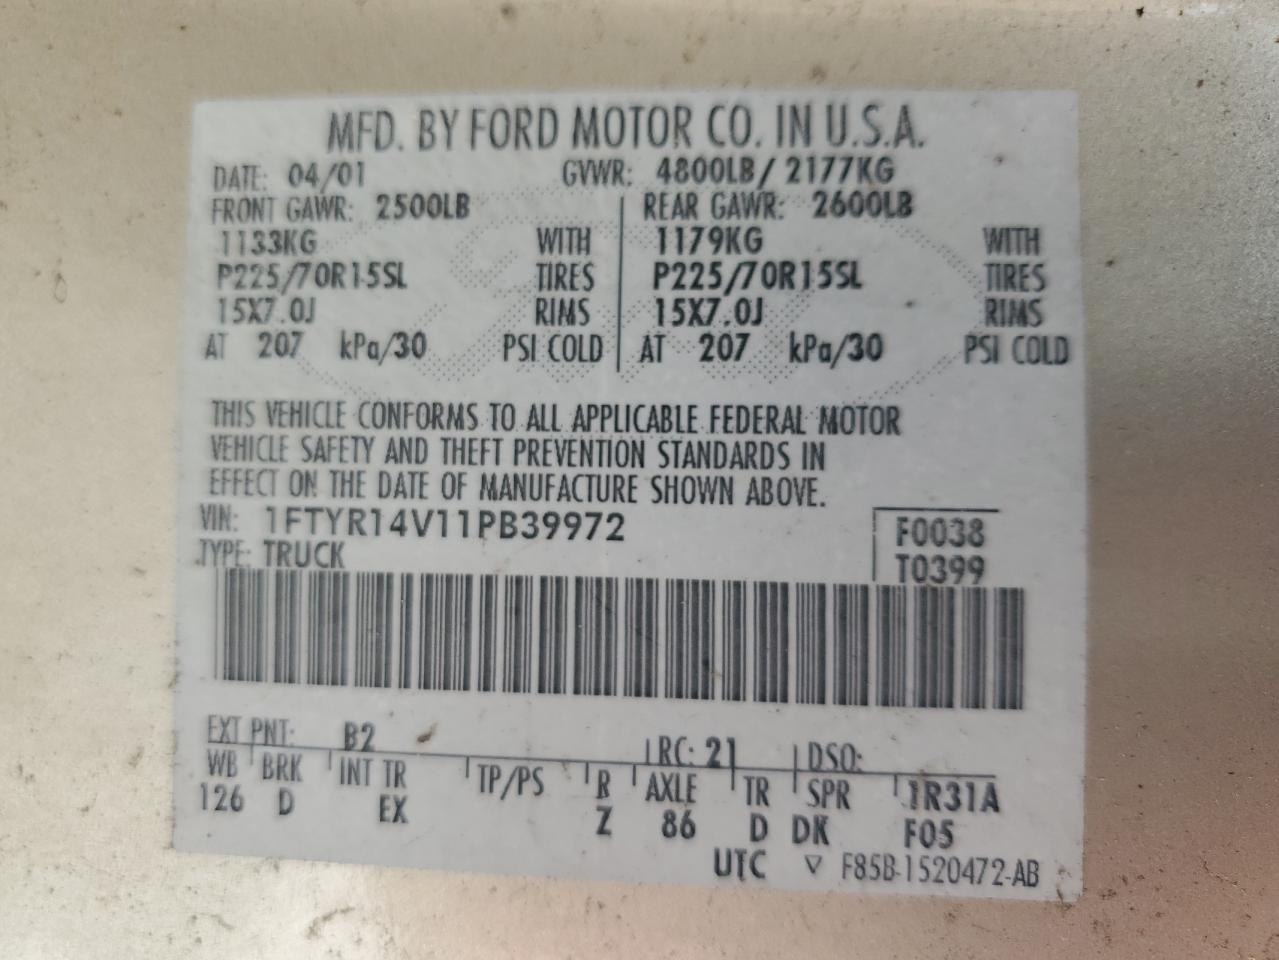 MFD. BY FORD MOTOR CO. IN U.S.A.
DATE: 04/01 GVWR: 4800LB/ 2177KG
FRONT GAWR: 2500LB REAR GAWR: 2600LB
1133KG WITH 1179KG WITH
P225/70R15SL TIRES P225/70R15SL TIRES
15X7.0J RIMS 15X7.0J RIMS
AT 207 kPa/30 PSI COLD AT 207 kPa/30 PSI COLD
THIS VEHICLE CONFORMS TO ALL APPLICABLE FEDERAL MOTOR
VEHICLE SAFETY AND THEFT PREVENTION STANDARDS IN
EFFECT ON THE DATE OF MANUFACTURE SHOWN ABOVE.
VIN: 1FTYR14V11PB39972 F0038
TYPE: TRUCK T0399
EXT PNT: B2 RC: 21 DSO:
WB BRK INT TR TP/PS R AXLE TR SPR 1R31A
126 D EX Z 86 D DK F05
UTC ▽ F85B-1520472-AB